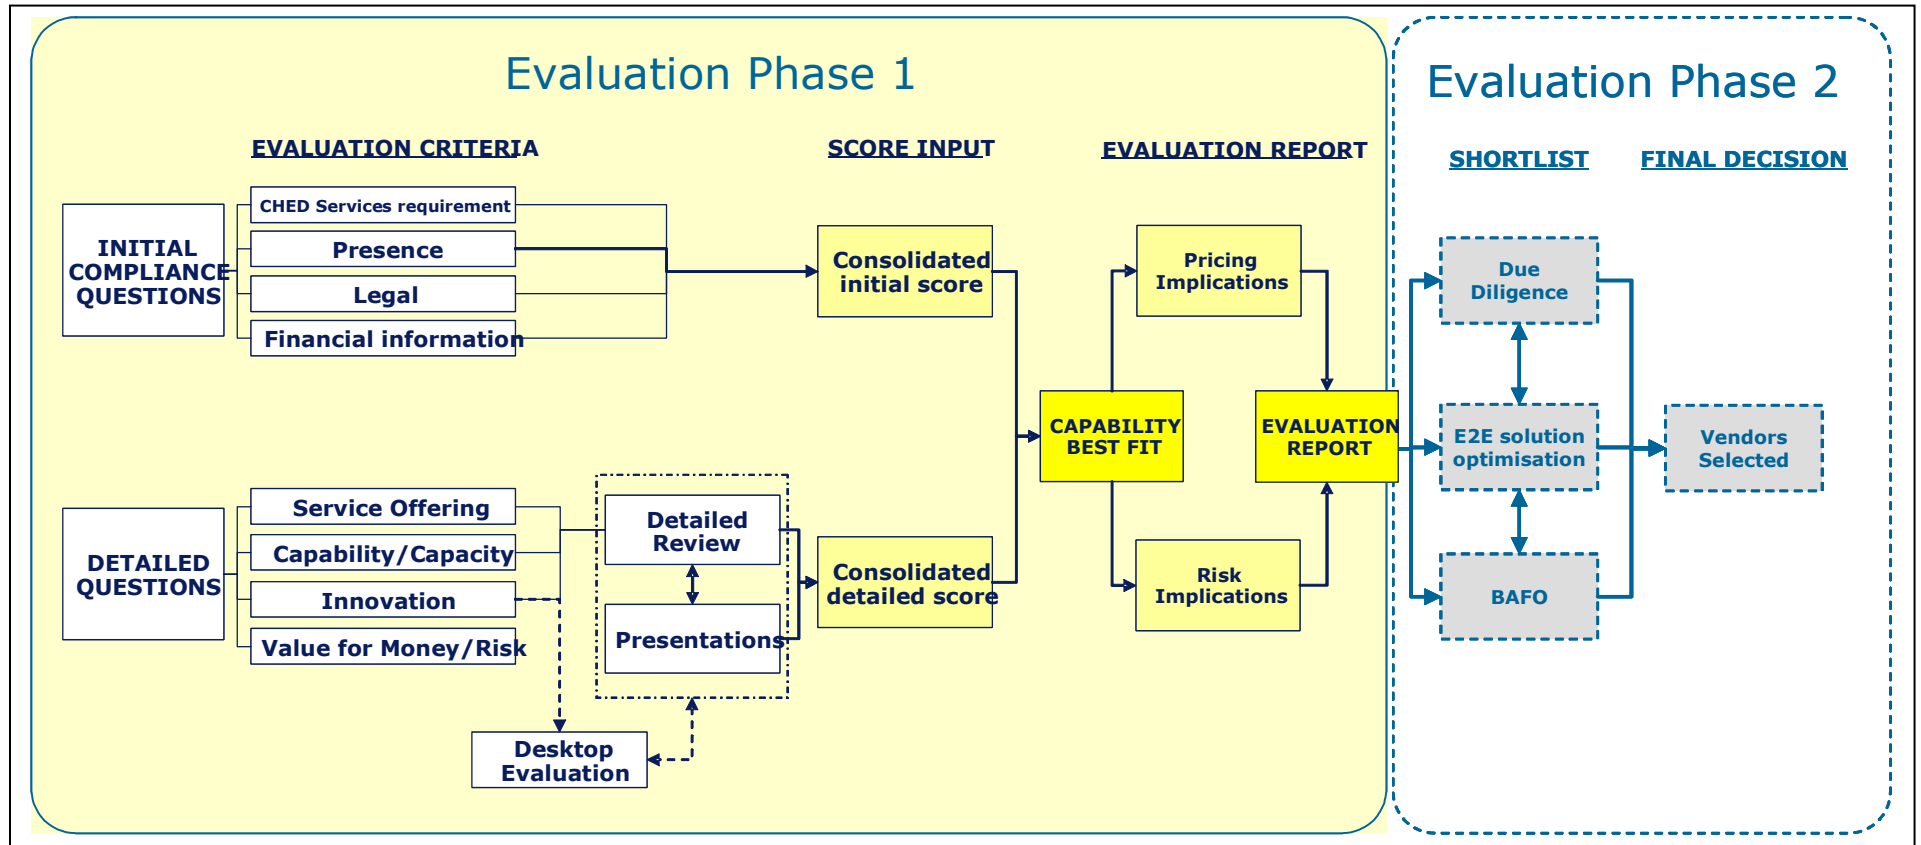 Evaluation Phase 1
Evaluation Phase 2
EVALUATION CRITERIA
SCORE INPUT
EVALUATION REPORT
SHORTLIST
FINAL DECISION
INITIAL
COMPLIANCE
QUESTIONS
CHED Services requirement
Presence
Legal
Financial information
Consolidated
initial score
Pricing
Implications
Due
Diligence
CAPABILITY
BEST FIT
EVALUATION
REPORT
E2E solution
optimisation
Vendors
Selected
DETAILED
QUESTIONS
Service Offering
Capability/Capacity
Innovation
Value for Money/Risk
Detailed
Review
Presentations
Consolidated
detailed score
Risk
Implications
BAFO
Desktop
Evaluation